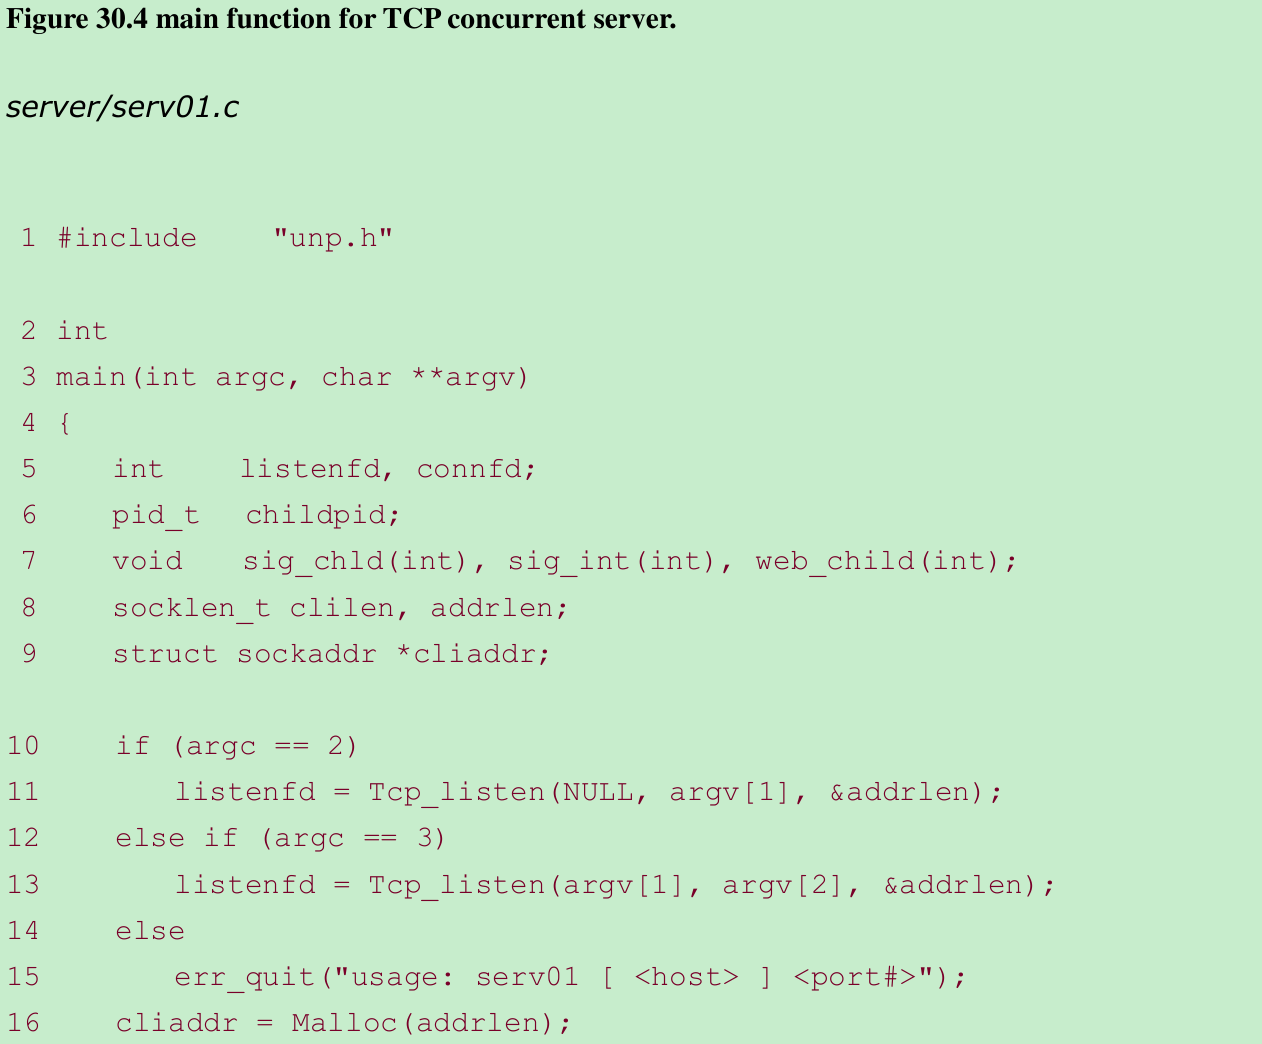 Figure 30.4 main function for TCP concurrent server.
server/serv01.c
1 #include "unp.h"
2 int
3 main(int argc, char **argv)
4 {
5 int listenfd, connfd;
6 pid_t childpid;
7 void sig_chld(int), sig_int(int), web_child(int);
8 socklen_t clilen, addrlen;
9 struct sockaddr *cliaddr;
10 if (argc == 2)
11 listenfd = Tcp_listen(NULL, argv[1], &addrlen);
12 else if (argc == 3)
13 listenfd = Tcp_listen(argv[1], argv[2], &addrlen);
14 else
15 err_quit("usage: serv01 [ <host> ] <port#>");
16 cliaddr = Malloc(addrlen);